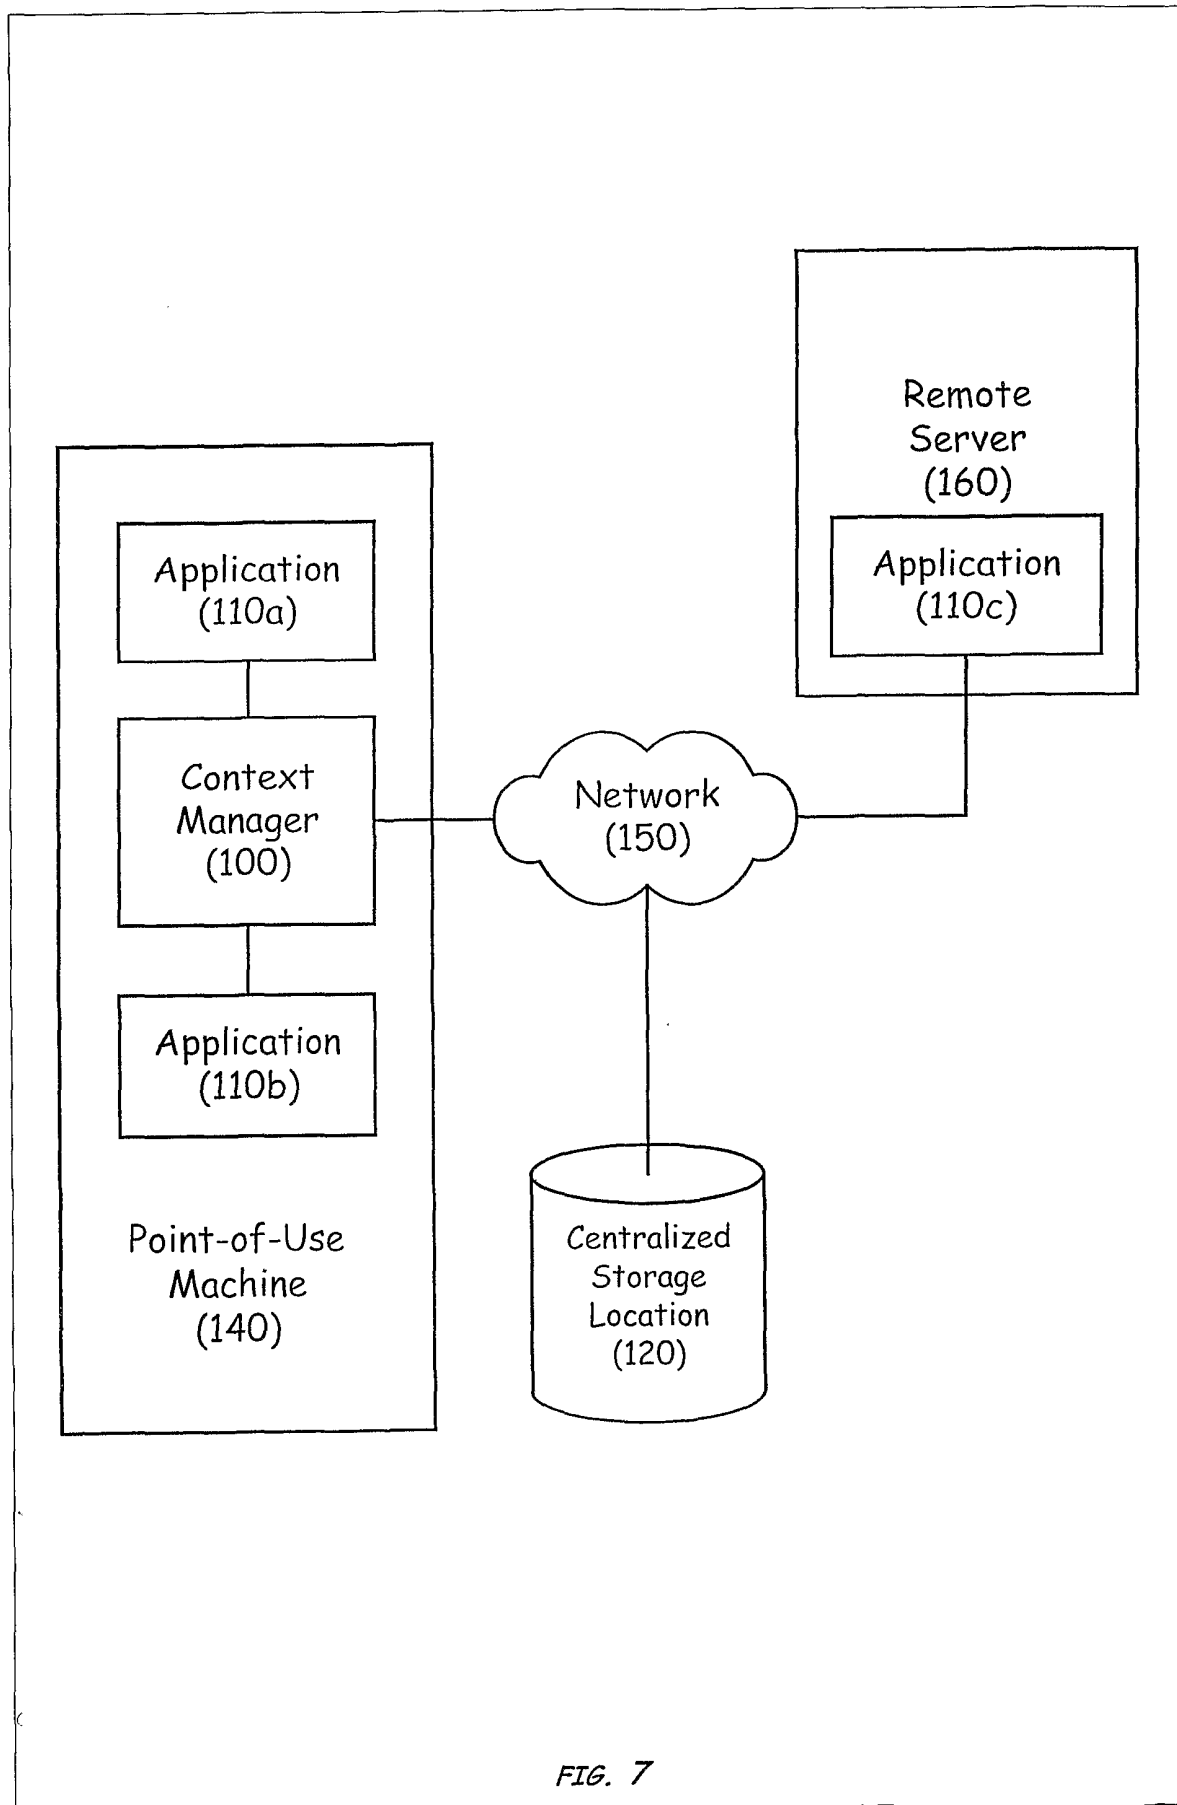 Remote
Server
(160)
Application
(110c)
Application
(110a)
Context
Manager
(100)
Network
(150)
Application
(110b)
Point-of-Use
Machine
(140)
Centralized
Storage
Location
(120)
FIG. 7